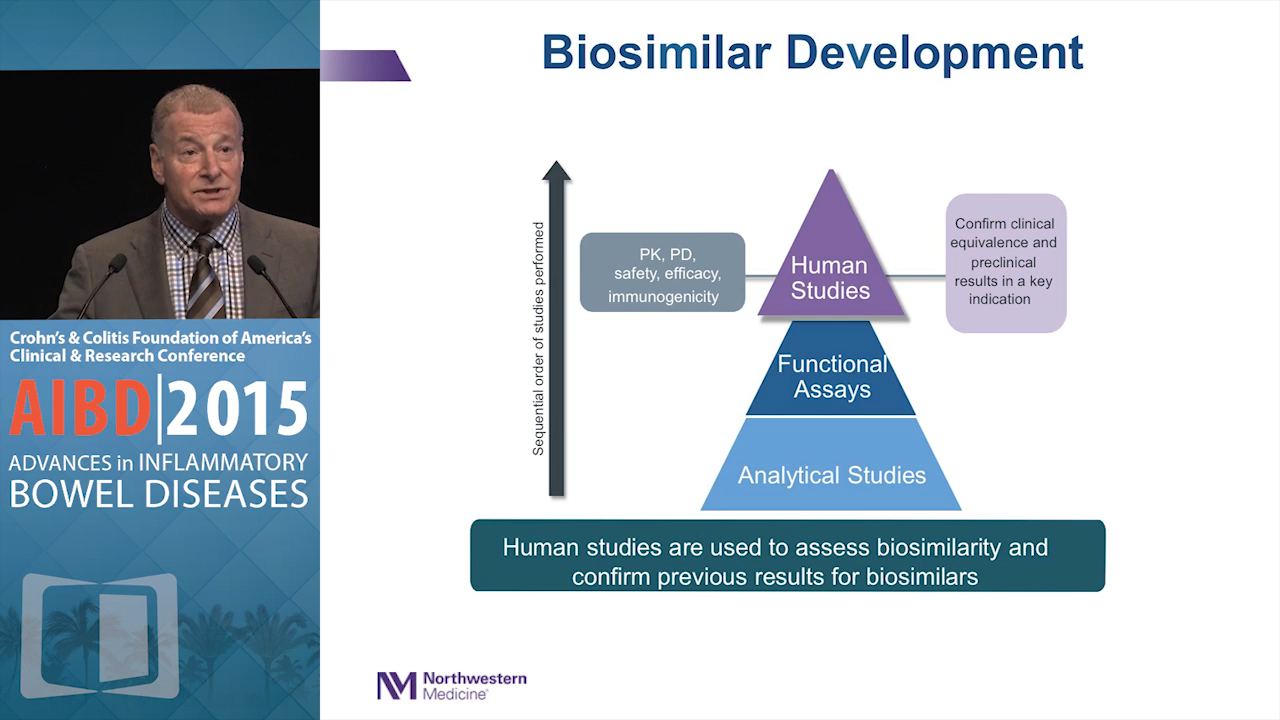 Biosimilar Development
Sequential order of studies performed
PK, PD,
safety, efficacy,
immunogenicity
Human
Studies
Confirm clinical
equivalence and
preclinical
results in a key
indication
Functional
Assays
Analytical Studies
Human studies are used to assess biosimilarity and
confirm previous results for biosimilars
Crohn's & Colitis Foundation of America's
Clinical & Research Conference
AIBD|2015
ADVANCES in INFLAMMATORY
BOWEL DISEASES
NM Northwestern
Medicine®